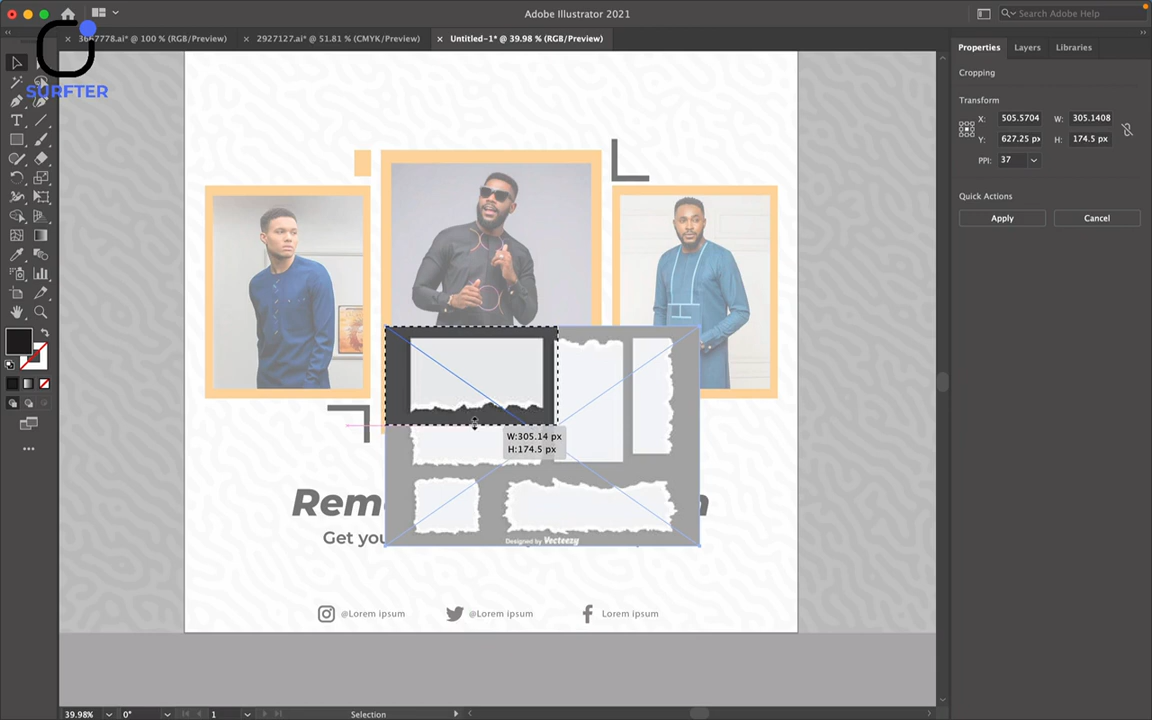 Adobe Illustrator 2021
Search Adobe Help
@ 100 % (RGB/Preview)
2927127.ai* @ 51.81 % (CMYK/Preview)
Untitled-1* @ 39.98 % (RGB/Preview)
SURFTER
Properties
Layers
Libraries
Cropping
Transform
X:
505.5704
W:
305.1408
Y:
627.25 px
H:
174.5 px
PPI:
37
Quick Actions
Apply
Cancel
W:305.14 px
H:174.5 px
Designed by Vecteezy
Get you
@Lorem ipsum
@Lorem ipsum
Lorem ipsum
39.98%
0°
1
Selection